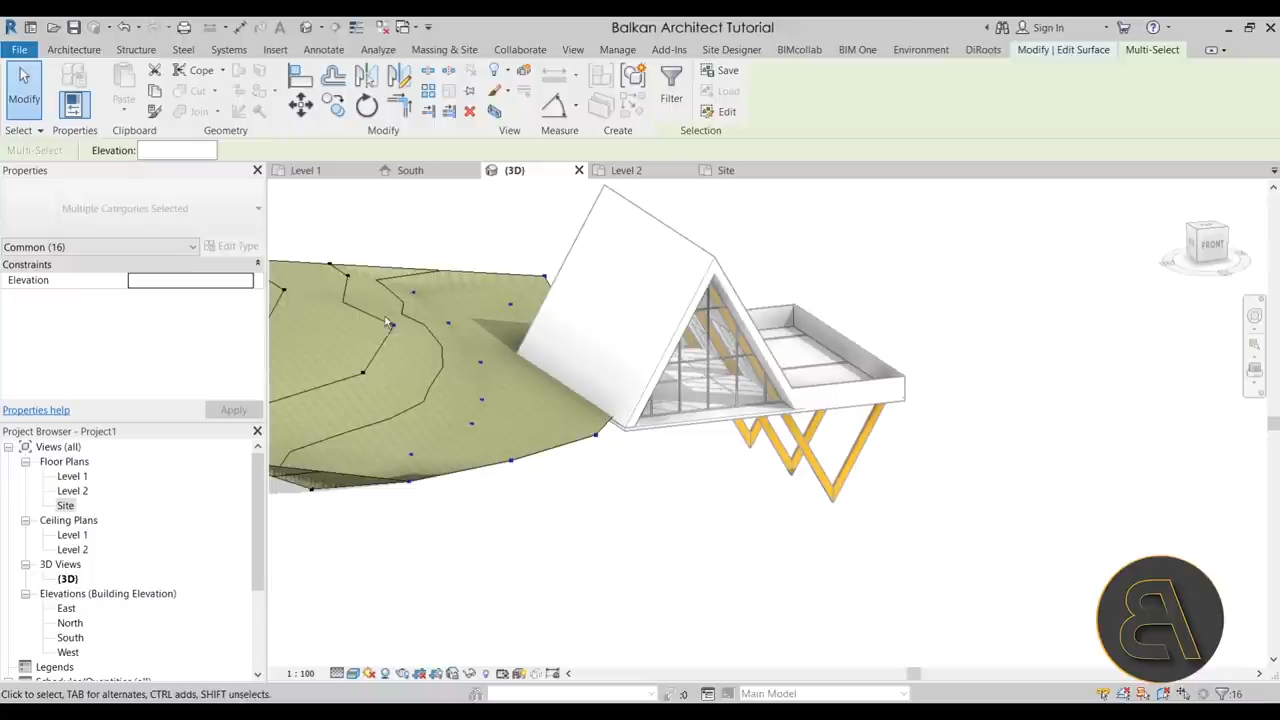 Balkan Architect Tutorial
Sign In
File Architecture Structure Steel Systems Insert Annotate Analyze Massing & Site Collaborate View Manage Add-Ins Site Designer BIMcollab BIM One Environment DiRoots Modify | Edit Surface Multi-Select
Modify
Paste
Cope
Cut
Join
Filter
Save
Load
Edit
Select Properties Clipboard Geometry Modify View Measure Create Selection
Multi-Select Elevation:
Properties
Level 1 South (3D) Level 2 Site
Multiple Categories Selected
Common (16) Edit Type
Constraints
Elevation
FRONT
Properties help Apply
Project Browser - Project1
Views (all)
Floor Plans
Level 1
Level 2
Site
Ceiling Plans
Level 1
Level 2
3D Views
(3D)
Elevations (Building Elevation)
East
North
South
West
Legends
1 : 100
Click to select, TAB for alternates, CTRL adds, SHIFT unselects.
:0 Main Model :16